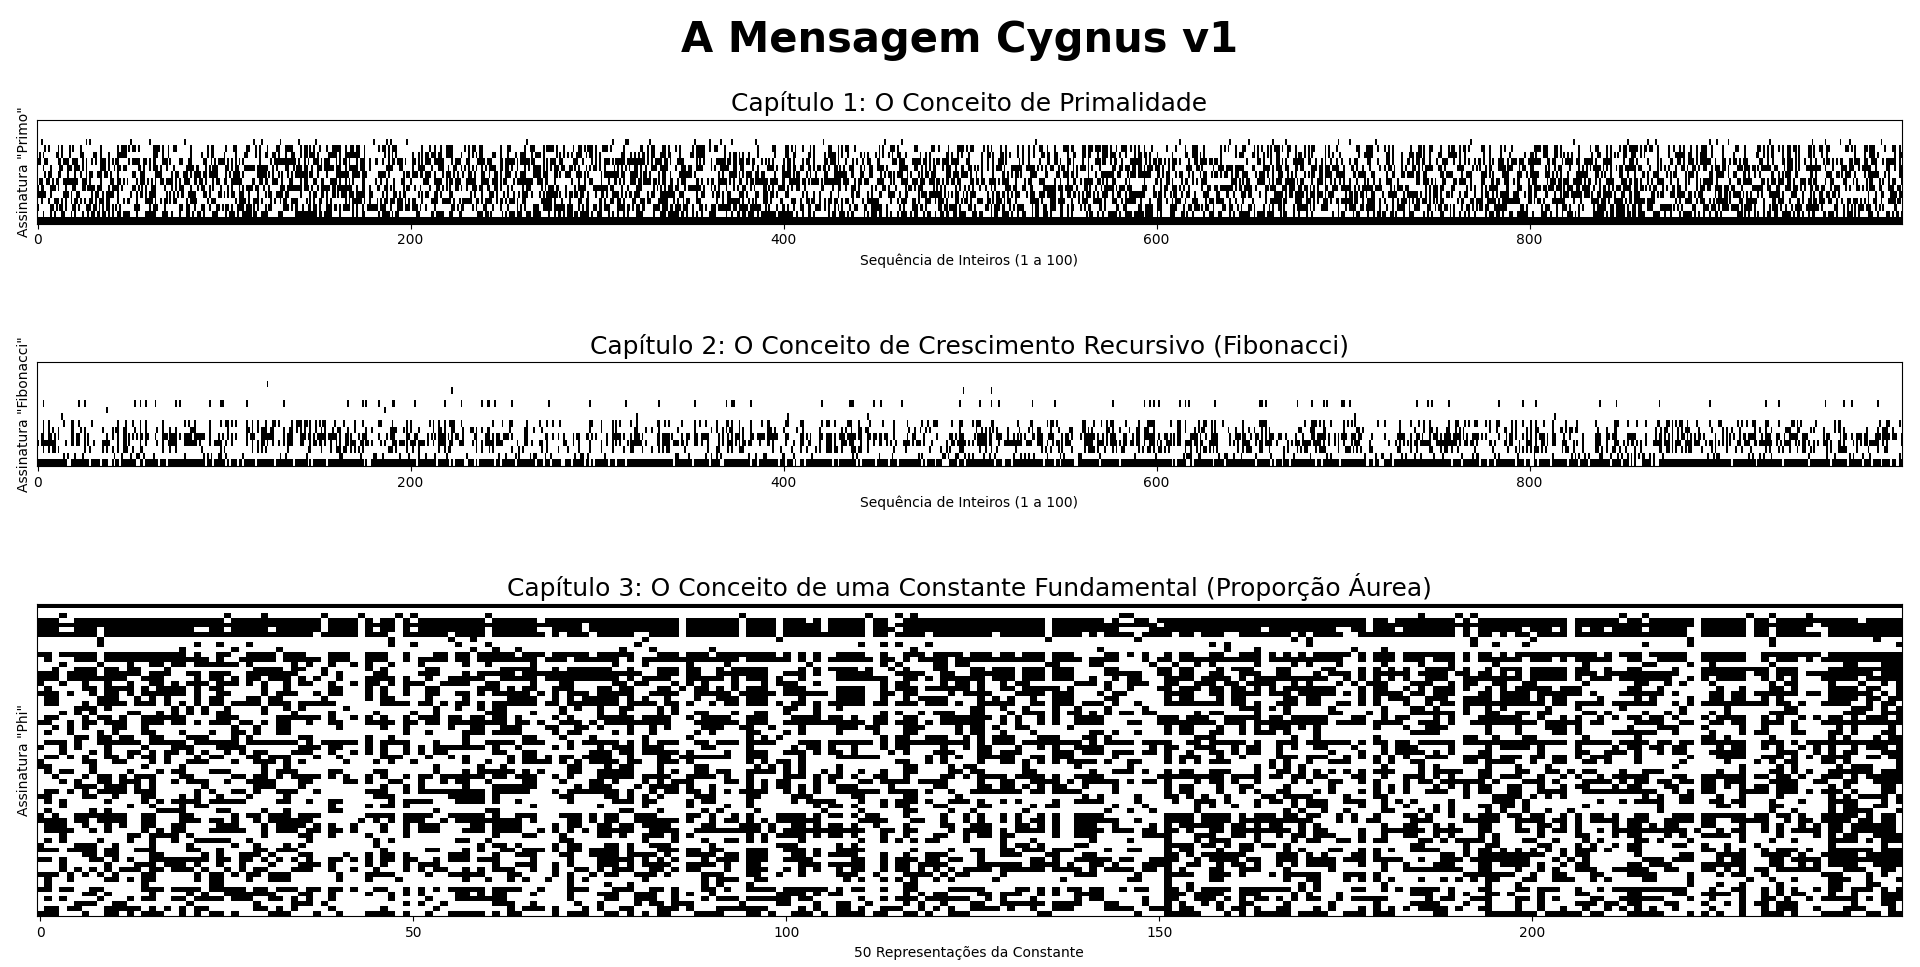 A Mensagem Cygnus v1
Capítulo 1: O Conceito de Primalidade
Assinatura "Primo"
0 200 400 600 800
Sequência de Inteiros (1 a 100)
Capítulo 2: O Conceito de Crescimento Recursivo (Fibonacci)
Assinatura "Fibonacci"
0 200 400 600 800
Sequência de Inteiros (1 a 100)
Capítulo 3: O Conceito de uma Constante Fundamental (Proporção Áurea)
Assinatura "Phi"
0 50 100 150 200
50 Representações da Constante